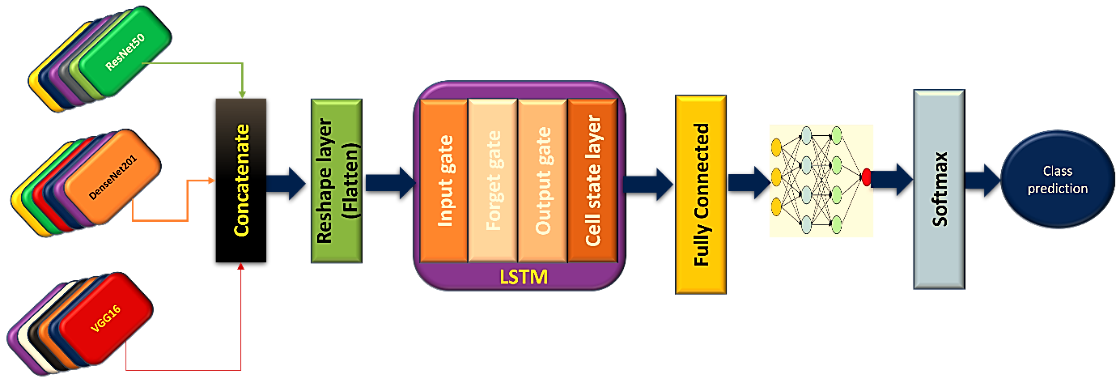 ResNet50
DenseNet201
VGG16
Concatenate
Reshape layer
(Flatten)
Input gate
Forget gate
Output gate
Cell state layer
LSTM
Fully Connected
Softmax
Class
prediction